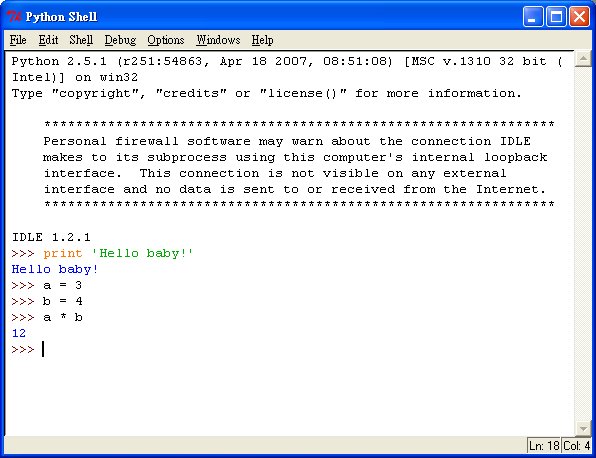 Python Shell
File Edit Shell Debug Options Windows Help
Python 2.5.1 (r251:54863, Apr 18 2007, 08:51:08) [MSC v.1310 32 bit (
Intel)] on win32
Type "copyright", "credits" or "license()" for more information.
****************************************************************
Personal firewall software may warn about the connection IDLE
makes to its subprocess using this computer's internal loopback
interface.  This connection is not visible on any external
interface and no data is sent to or received from the Internet.
****************************************************************
IDLE 1.2.1
>>> print 'Hello baby!'
Hello baby!
>>> a = 3
>>> b = 4
>>> a * b
12
>>>
Ln: 18 Col: 4